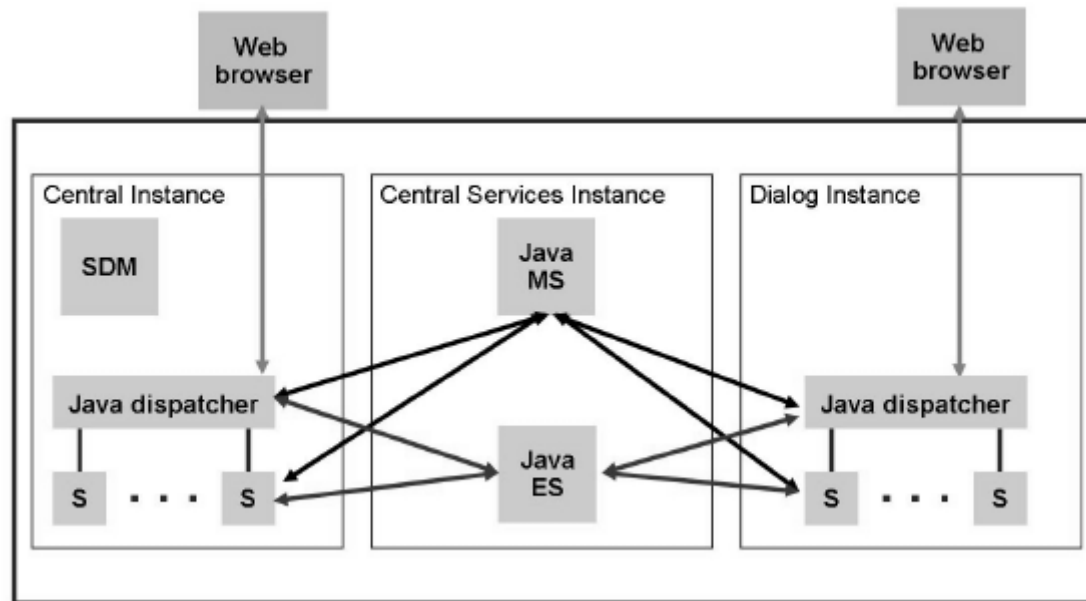 Web
browser
Web
browser
Central Instance
Central Services Instance
Dialog Instance
SDM
Java
MS
Java dispatcher
Java dispatcher
Java
ES
S . . . S
S . . . S